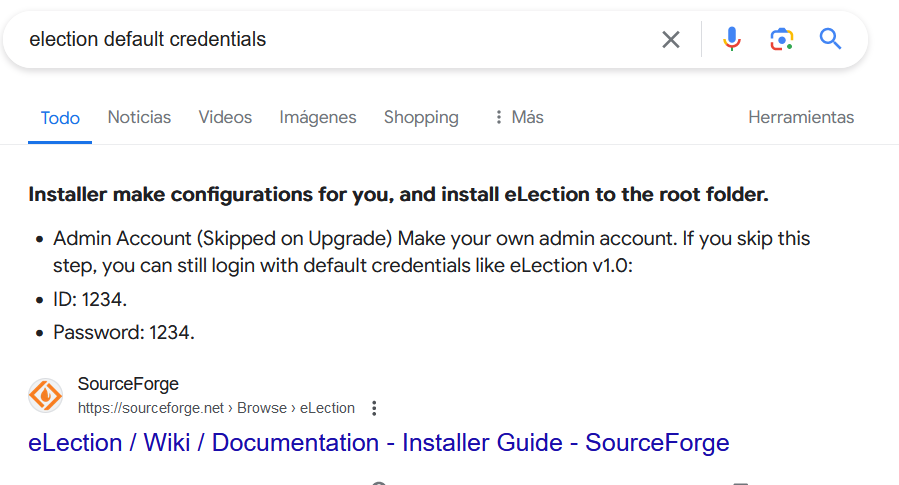 election default credentials
Todo Noticias Videos Imágenes Shopping Más Herramientas
Installer make configurations for you, and install eLection to the root folder.
• Admin Account (Skipped on Upgrade) Make your own admin account. If you skip this
step, you can still login with default credentials like eLection v1.0:
• ID: 1234.
• Password: 1234.
SourceForge
https://sourceforge.net › Browse › eLection
eLection / Wiki / Documentation - Installer Guide - SourceForge